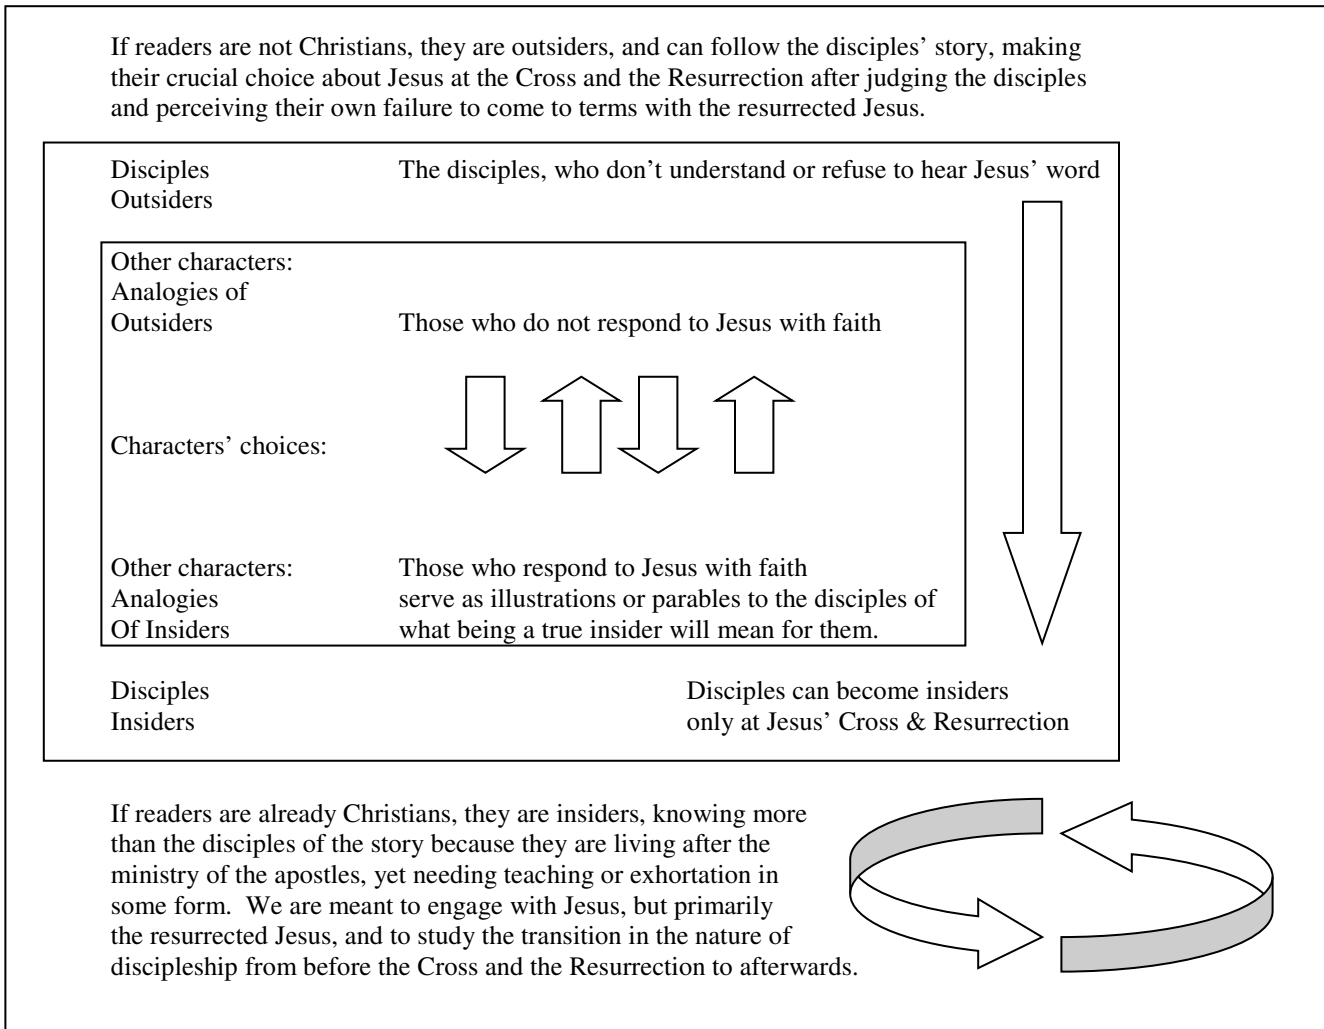 If readers are not Christians, they are outsiders, and can follow the disciples’ story, making
their crucial choice about Jesus at the Cross and the Resurrection after judging the disciples
and perceiving their own failure to come to terms with the resurrected Jesus.
Disciples The disciples, who don’t understand or refuse to hear Jesus’ word
Outsiders
Other characters:
Analogies of
Outsiders Those who do not respond to Jesus with faith
Characters’ choices:
Other characters: Those who respond to Jesus with faith
Analogies serve as illustrations or parables to the disciples of
Of Insiders what being a true insider will mean for them.
Disciples Disciples can become insiders
Insiders only at Jesus’ Cross & Resurrection
If readers are already Christians, they are insiders, knowing more
than the disciples of the story because they are living after the
ministry of the apostles, yet needing teaching or exhortation in
some form. We are meant to engage with Jesus, but primarily
the resurrected Jesus, and to study the transition in the nature of
discipleship from before the Cross and the Resurrection to afterwards.